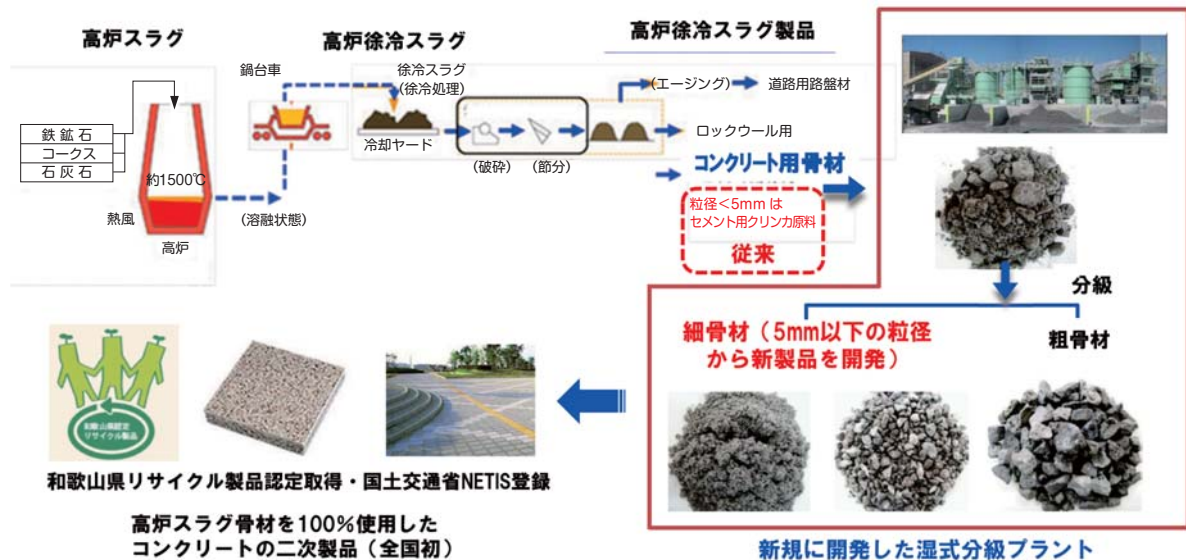 高炉スラグ
高炉徐冷スラグ
高炉徐冷スラグ製品
鉄鉱石
コークス
石灰石
約1500℃
熱風
高炉
(溶融状態)
鍋台車
徐冷スラグ
(徐冷処理)
冷却ヤード
(破砕)
(節分)
(エージング)
道路用路盤材
ロックウール用
コンクリート用骨材
粒径<5mm は
セメント用クリンカ原料
従来
分級
細骨材(5mm以下の粒径
から新製品を開発)
粗骨材
新規に開発した湿式分級プラント
和歌山県認定
リサイクル製品
和歌山県リサイクル製品認定取得・国土交通省NETIS登録
高炉スラグ骨材を100%使用した
コンクリートの二次製品(全国初)